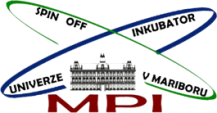 SPIN OFF INKUBATOR
UNIVERZE V MARIBORU
MPI